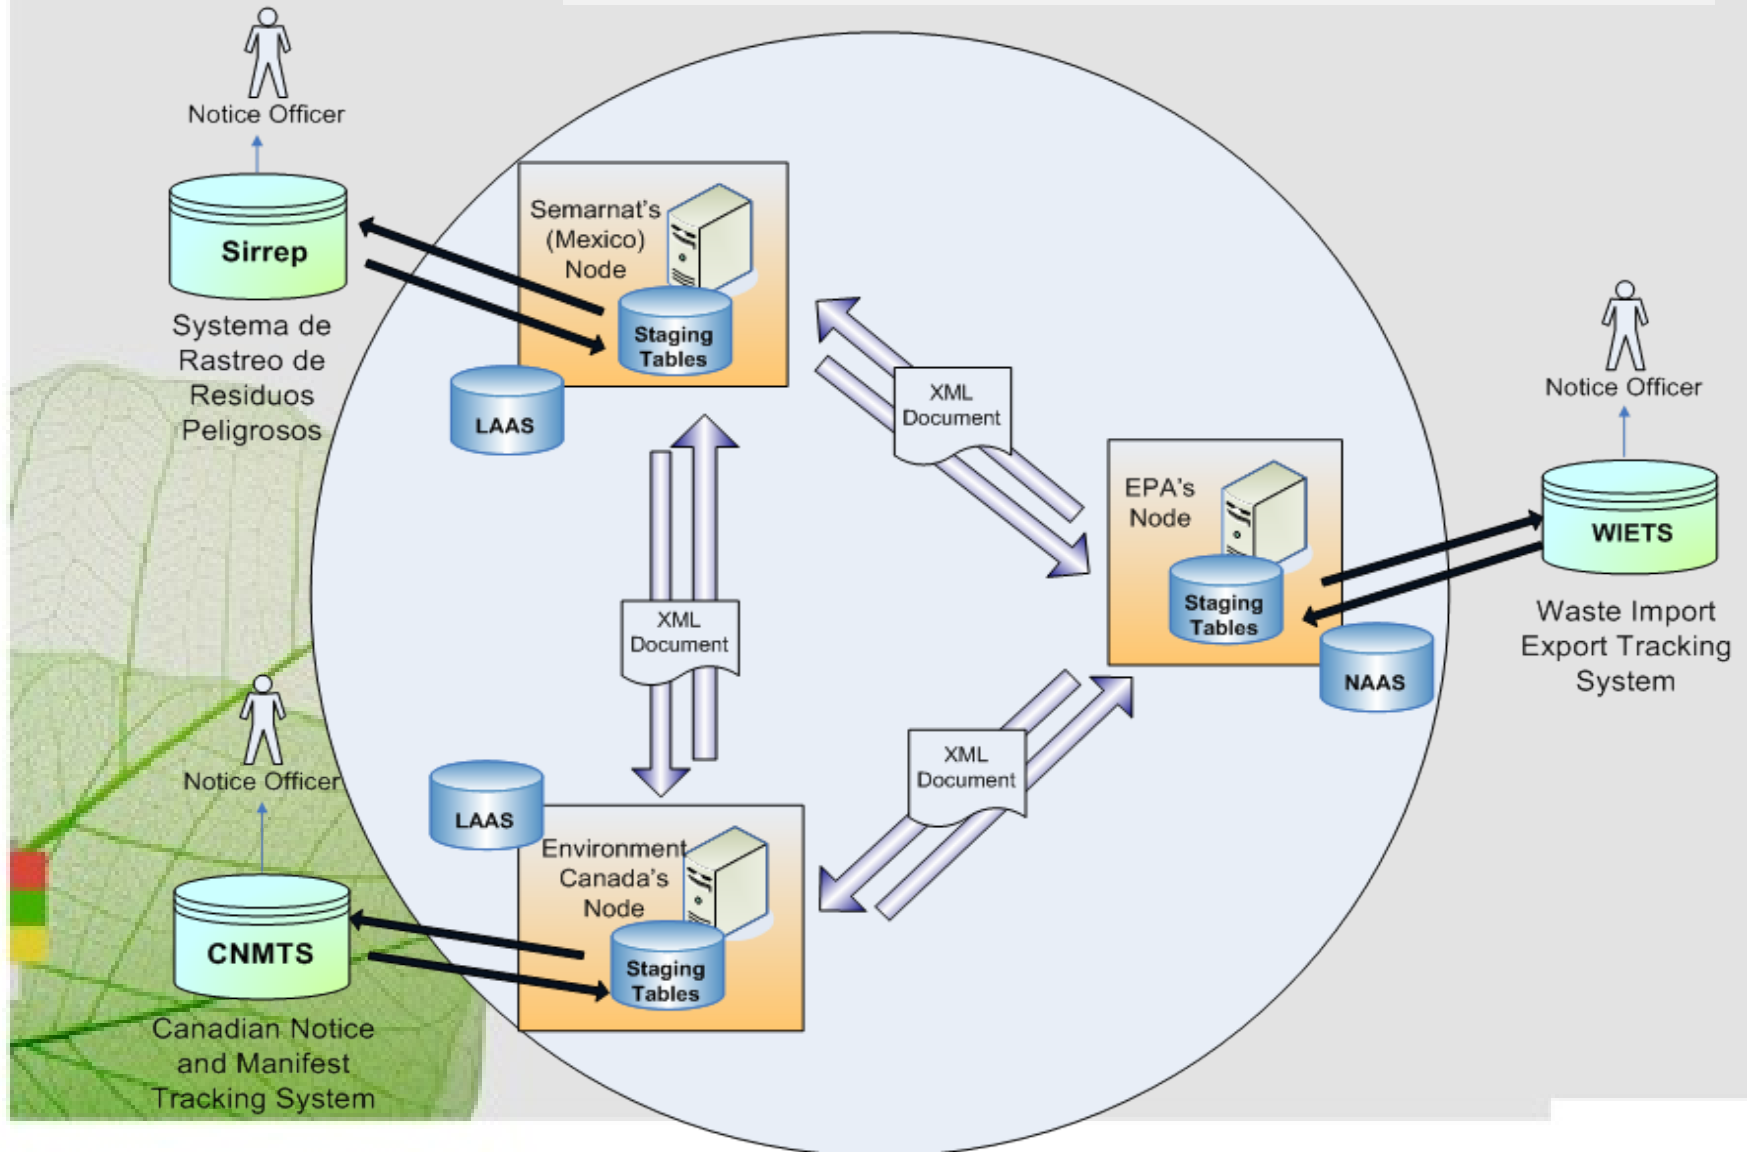 Notice Officer
Sirrep
Systema de
Rastreo de
Residuos
Peligrosos
Semarnat's
(Mexico)
Node
Staging
Tables
LAAS
XML
Document
Notice Officer
EPA's
Node
Staging
Tables
NAAS
WIETS
Waste Import
Export Tracking
System
XML
Document
XML
Document
Notice Officer
LAAS
Environment
Canada's
Node
Staging
Tables
CNMTS
Canadian Notice
and Manifest
Tracking System